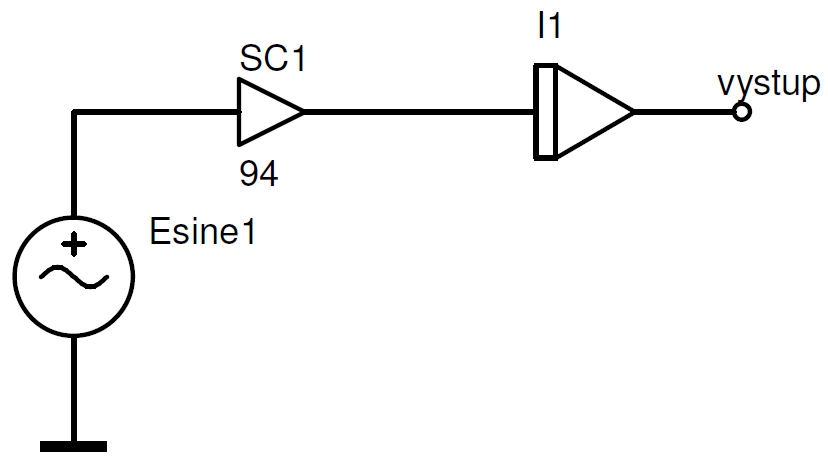 I1
SC1
vystup
94
Esine1
+